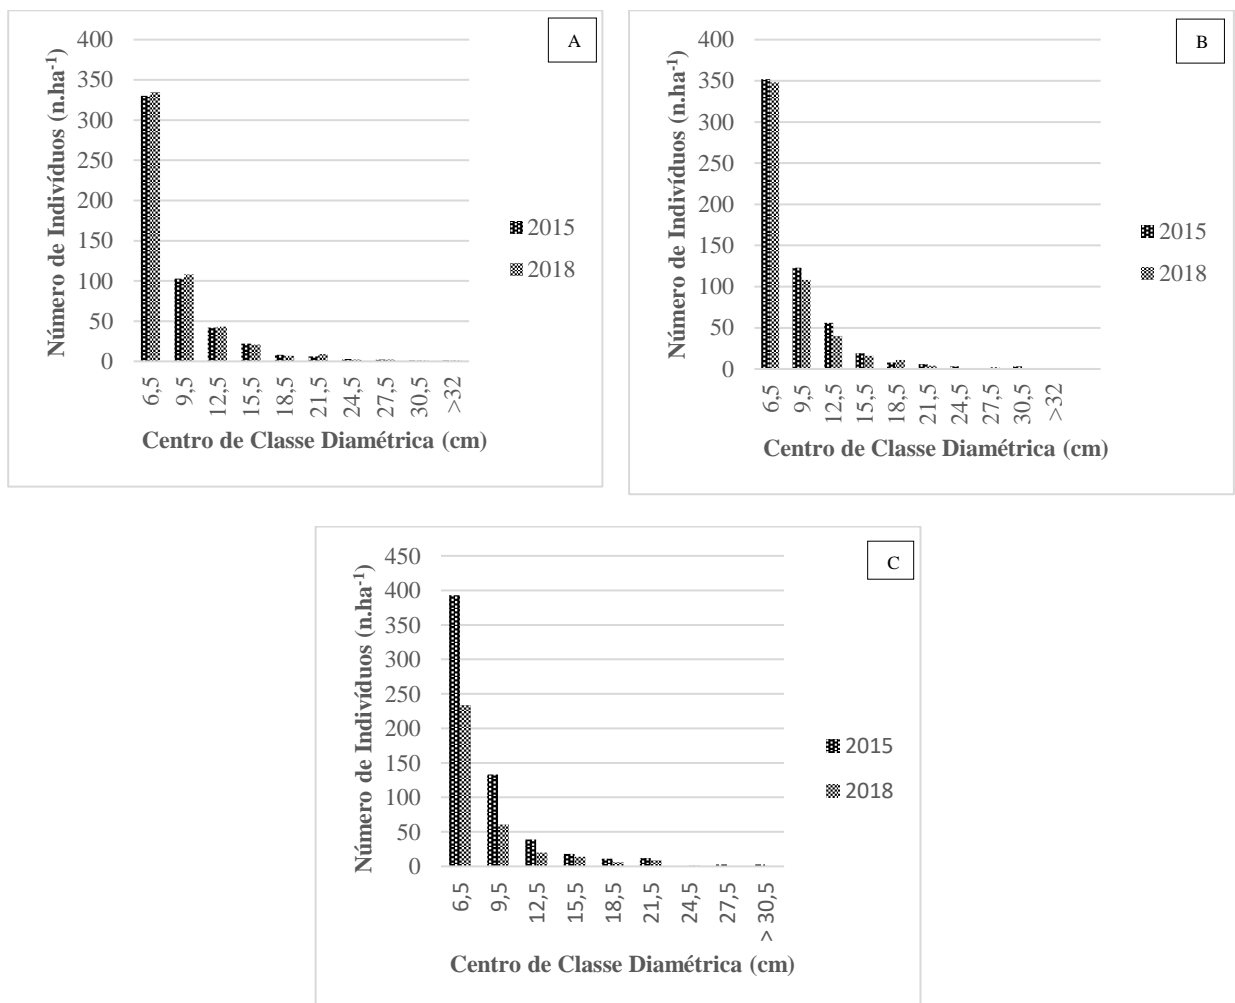 A
Número de Indivíduos (n.ha-1)
400
350
300
250
200
150
100
50
0
6,5 9,5 12,5 15,5 18,5 21,5 24,5 27,5 30,5 >32
Centro de Classe Diamétrica (cm)
2015
2018
B
Número de Indivíduos (n.ha-1)
400
350
300
250
200
150
100
50
0
6,5 9,5 12,5 15,5 18,5 21,5 24,5 27,5 30,5 >32
Centro de Classe Diamétrica (cm)
2015
2018
C
Número de Indivíduos (n.ha-1)
450
400
350
300
250
200
150
100
50
0
6,5 9,5 12,5 15,5 18,5 21,5 24,5 27,5 > 30,5
Centro de Classe Diamétrica (cm)
2015
2018